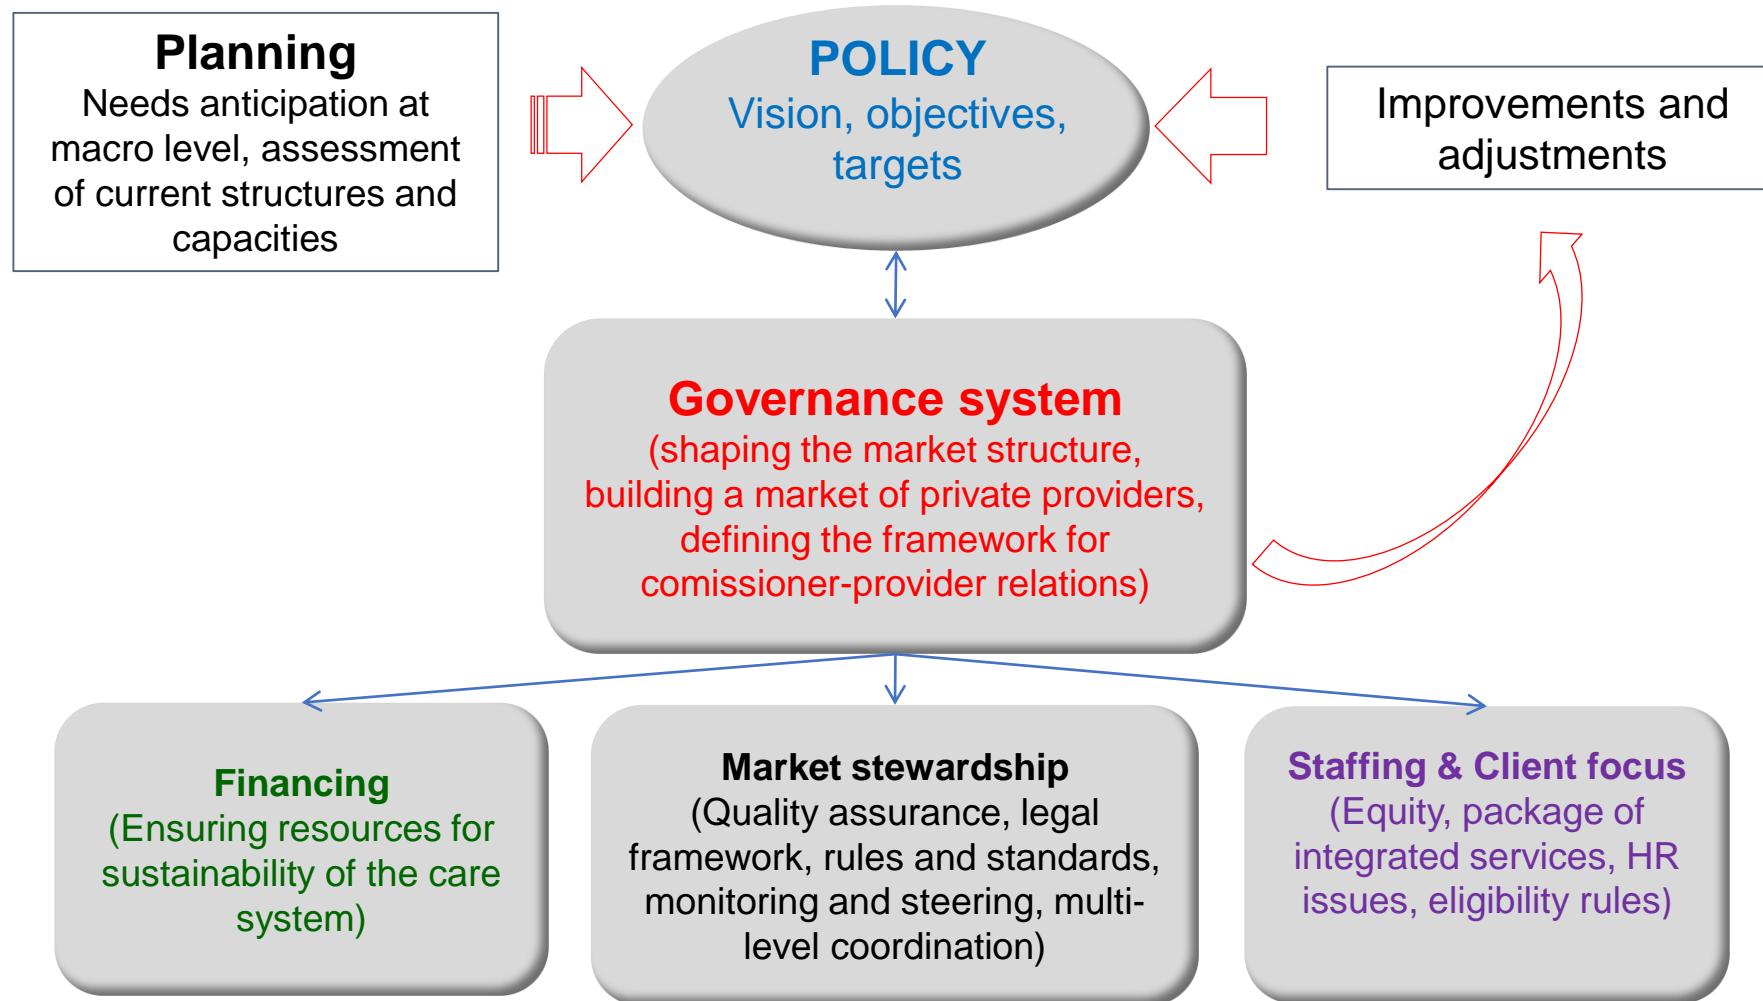 Planning
Needs anticipation at
macro level, assessment
of current structures and
capacities
POLICY
Vision, objectives,
targets
Improvements and
adjustments
Governance system
(shaping the market structure,
building a market of private providers,
defining the framework for
comissioner-provider relations)
Financing
(Ensuring resources for
sustainability of the care
system)
Market stewardship
(Quality assurance, legal
framework, rules and standards,
monitoring and steering, multi-
level coordination)
Staffing & Client focus
(Equity, package of
integrated services, HR
issues, eligibility rules)